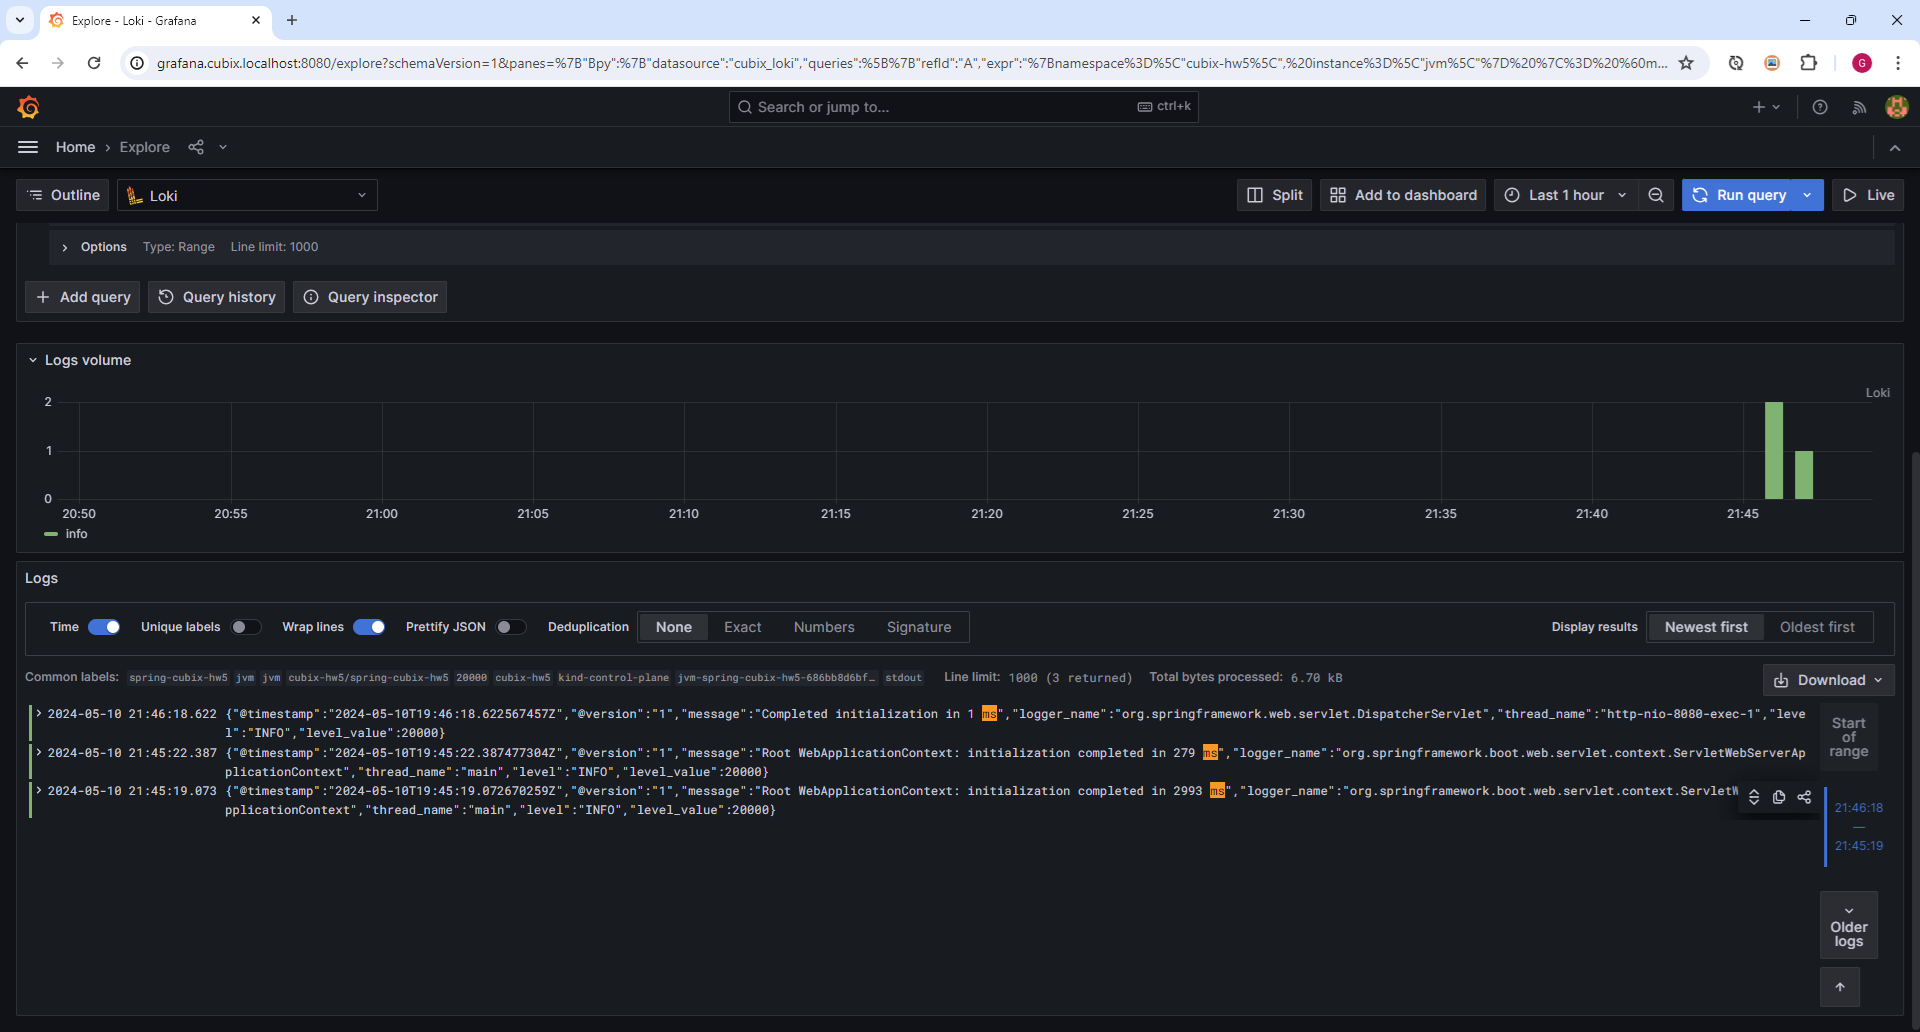 Explore - Loki - Grafana
grafana.cubix.localhost:8080/explore?schemaVersion=1&panes=%7B"Bpy":%7B"datasource":"cubix_loki","queries":%5B%7B"refId":"A","expr":"%7Bnamespace%3D%5C"cubix-hw5%5C",%20instance%3D%5C"jvm%5C"%7D%20%7C%3D%20%60m...
G
Search or jump to...
ctrl+k
Home › Explore
Outline
Loki
Split
Add to dashboard
Last 1 hour
Run query
Live
Options Type: Range Line limit: 1000
Add query
Query history
Query inspector
Logs volume
Loki
2
1
0
20:50 20:55 21:00 21:05 21:10 21:15 21:20 21:25 21:30 21:35 21:40 21:45
info
Logs
Time Unique labels Wrap lines Prettify JSON Deduplication None Exact Numbers Signature Display results Newest first Oldest first
Common labels: spring-cubix-hw5 jvm jvm cubix-hw5/spring-cubix-hw5 20000 cubix-hw5 kind-control-plane jvm-spring-cubix-hw5-686bb8d6bf… stdout Line limit: 1000 (3 returned) Total bytes processed: 6.70 kB
Download
2024-05-10 21:46:18.622 {"@timestamp":"2024-05-10T19:46:18.622567457Z","@version":"1","message":"Completed initialization in 1 ms","logger_name":"org.springframework.web.servlet.DispatcherServlet","thread_name":"http-nio-8080-exec-1","leve
l":"INFO","level_value":20000}
2024-05-10 21:45:22.387 {"@timestamp":"2024-05-10T19:45:22.387477304Z","@version":"1","message":"Root WebApplicationContext: initialization completed in 279 ms","logger_name":"org.springframework.boot.web.servlet.context.ServletWebServerAp
plicationContext","thread_name":"main","level":"INFO","level_value":20000}
2024-05-10 21:45:19.073 {"@timestamp":"2024-05-10T19:45:19.072670259Z","@version":"1","message":"Root WebApplicationContext: initialization completed in 2993 ms","logger_name":"org.springframework.boot.web.servlet.context.ServletW
plicationContext","thread_name":"main","level":"INFO","level_value":20000}
Start
of
range
21:46:18
—
21:45:19
Older
logs